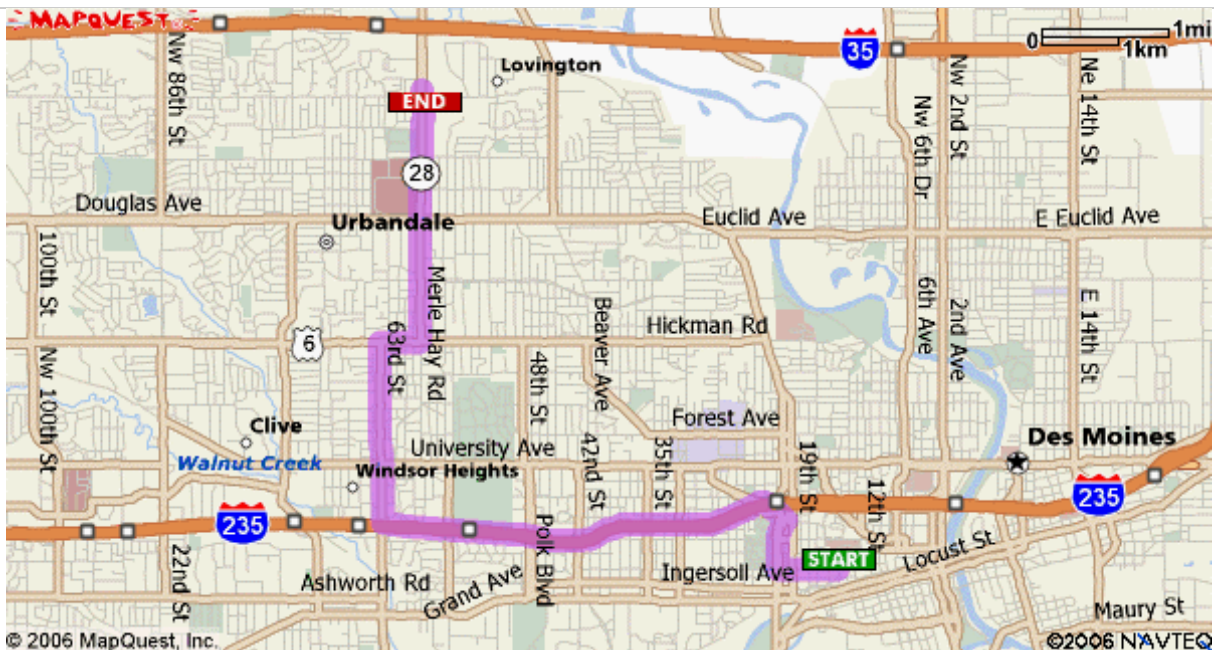 MAPQUEST
Nw 86th St
Lovington
35
0 1mi
1km
Nw 6th Dr
Nw 2nd St
Ne 14th St
END
28
Douglas Ave
Urbandale
Euclid Ave
E Euclid Ave
100th St
Merle Hay Rd
63rd St
6
Beaver Ave
Hickman Rd
6th Ave
2nd Ave
E 14th St
Nw 100th St
48th St
Clive
Forest Ave
University Ave
Des Moines
Walnut Creek
Windsor Heights
42nd St
35th St
19th St
12th St
235
235
22nd St
Ashworth Rd
Grand Ave
Polk Blvd
Ingersoll Ave
START
Locust St
Maury St
© 2006 MapQuest, Inc.
©2006 NAVTEQ